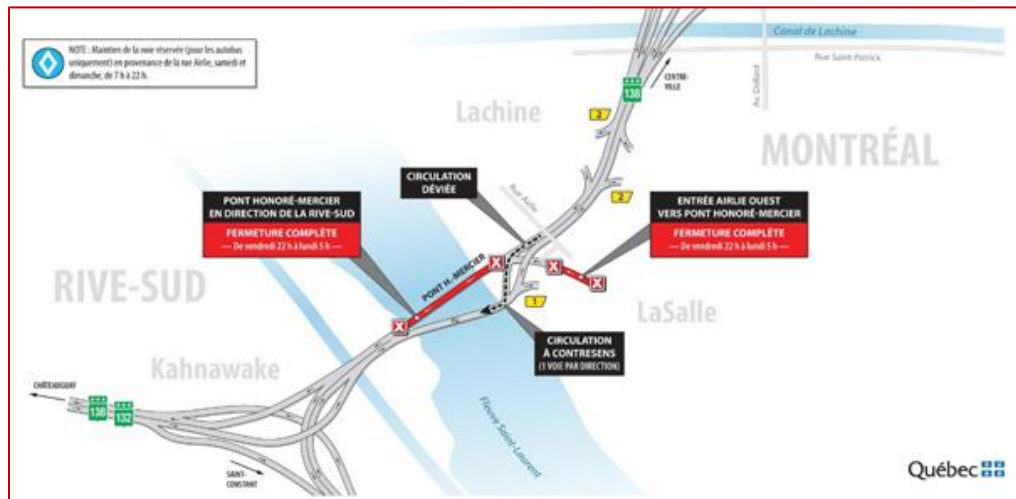 NOTE : Maintien de la voie réservée (pour les autobus
uniquement) en provenance de la rue Airlie, samedi et
dimanche, de 7 h à 22 h.
Canal de Lachine
Rue Saint-Patrick
CENTRE-
VILLE
Av. Dollard
138
Lachine
2
MONTRÉAL
CIRCULATION
DÉVIÉE
Rue Airlie
2
PONT HONORÉ-MERCIER
EN DIRECTION DE LA RIVE-SUD
FERMETURE COMPLÈTE
— De vendredi 22 h à lundi 5 h —
ENTRÉE AIRLIE OUEST
VERS PONT HONORÉ-MERCIER
FERMETURE COMPLÈTE
— De vendredi 22 h à lundi 5 h —
RIVE-SUD
PONT H.-MERCIER
1
LaSalle
CIRCULATION
À CONTRESENS
(1 VOIE PAR DIRECTION)
Kahnawake
CHÂTEAUGUAY
138
132
Fleuve Saint-Laurent
SAINT-
CONSTANT
Québec